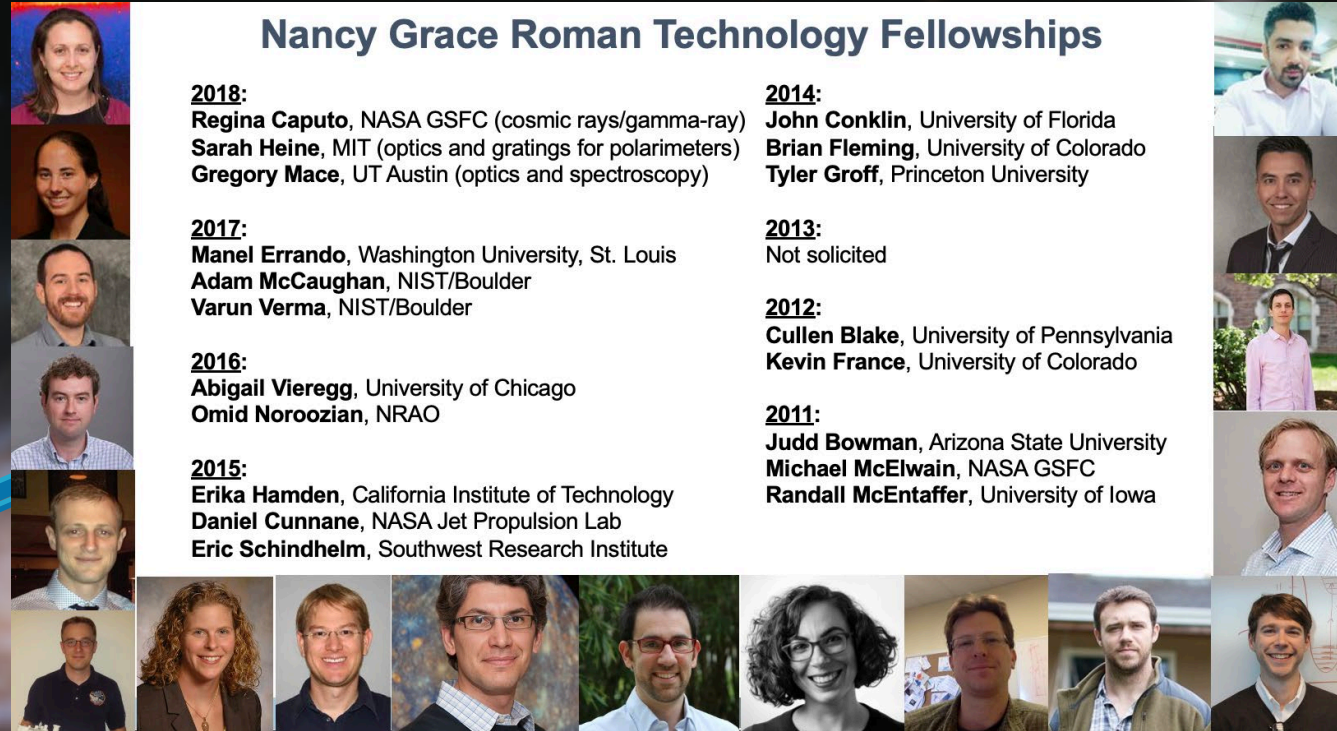 Nancy Grace Roman Technology Fellowships
2018:
Regina Caputo, NASA GSFC (cosmic rays/gamma-ray)
Sarah Heine, MIT (optics and gratings for polarimeters)
Gregory Mace, UT Austin (optics and spectroscopy)
2017:
Manel Errando, Washington University, St. Louis
Adam McCaughan, NIST/Boulder
Varun Verma, NIST/Boulder
2016:
Abigail Vieregg, University of Chicago
Omid Noroozian, NRAO
2015:
Erika Hamden, California Institute of Technology
Daniel Cunnane, NASA Jet Propulsion Lab
Eric Schindhelm, Southwest Research Institute
2014:
John Conklin, University of Florida
Brian Fleming, University of Colorado
Tyler Groff, Princeton University
2013:
Not solicited
2012:
Cullen Blake, University of Pennsylvania
Kevin France, University of Colorado
2011:
Judd Bowman, Arizona State University
Michael McElwain, NASA GSFC
Randall McEntaffer, University of Iowa